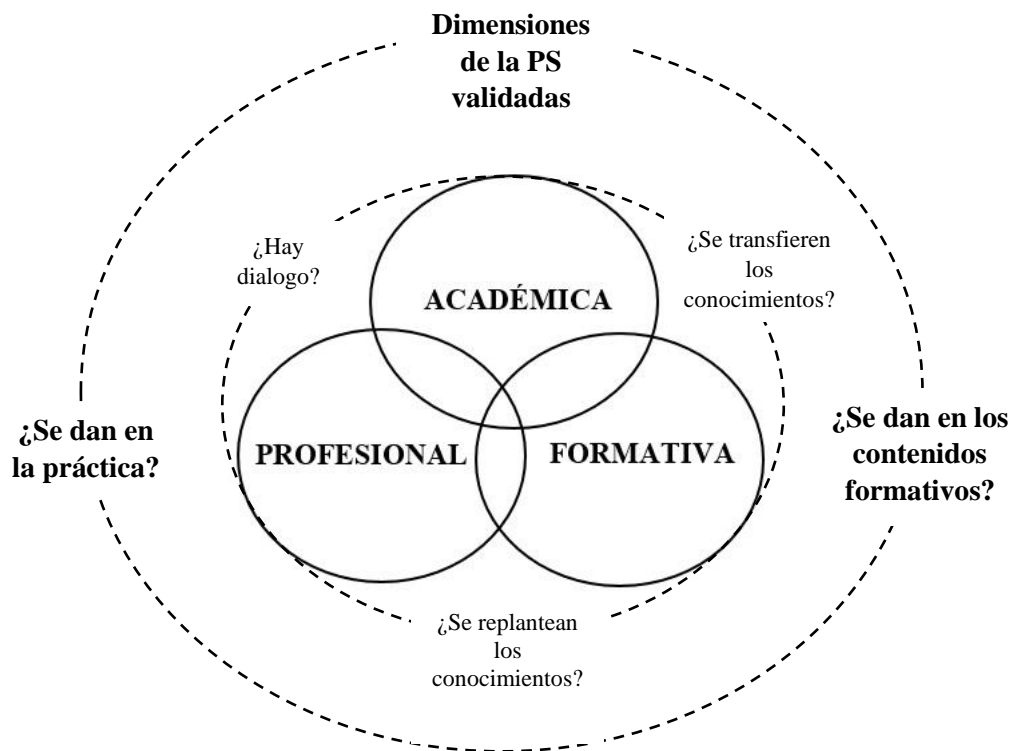 Dimensiones
de la PS
validadas
¿Hay
dialogo?
¿Se transfieren
los
conocimientos?
ACADÉMICA
¿Se dan en
la práctica?
PROFESIONAL
FORMATIVA
¿Se dan en los
contenidos
formativos?
¿Se replantean
los
conocimientos?